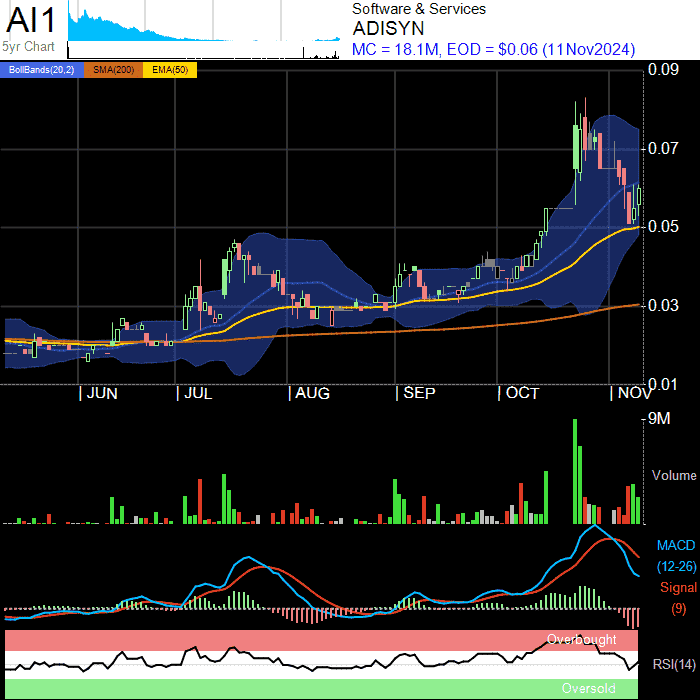 AI1
5yr Chart
Software & Services
ADISYN
MC = 18.1M, EOD = $0.06 (11Nov2024)
BollBands(20,2) SMA(200) EMA(50)
0.09
0.07
0.05
0.03
0.01
JUN JUL AUG SEP OCT NOV
9M
Volume
MACD
(12-26)
Signal
(9)
Overbought
RSI(14)
Oversold